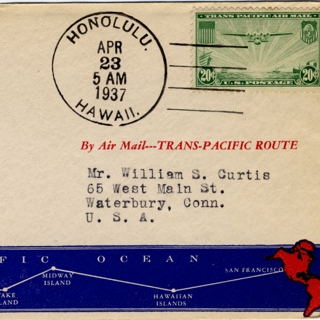 HONOLULU.
APR
23
5 AM
1937
HAWAII.
TRANS-PACIFIC AIR MAIL
20¢ 20¢
U.S. POSTAGE
By Air Mail---TRANS-PACIFIC ROUTE
Mr. William S. Curtis
65 West Main St.
Waterbury, Conn.
U. S. A.
FIC OCEAN
MIDWAY
ISLAND
SAN FRANCISCO
WAKE
ISLAND
HAWAIIAN
ISLANDS